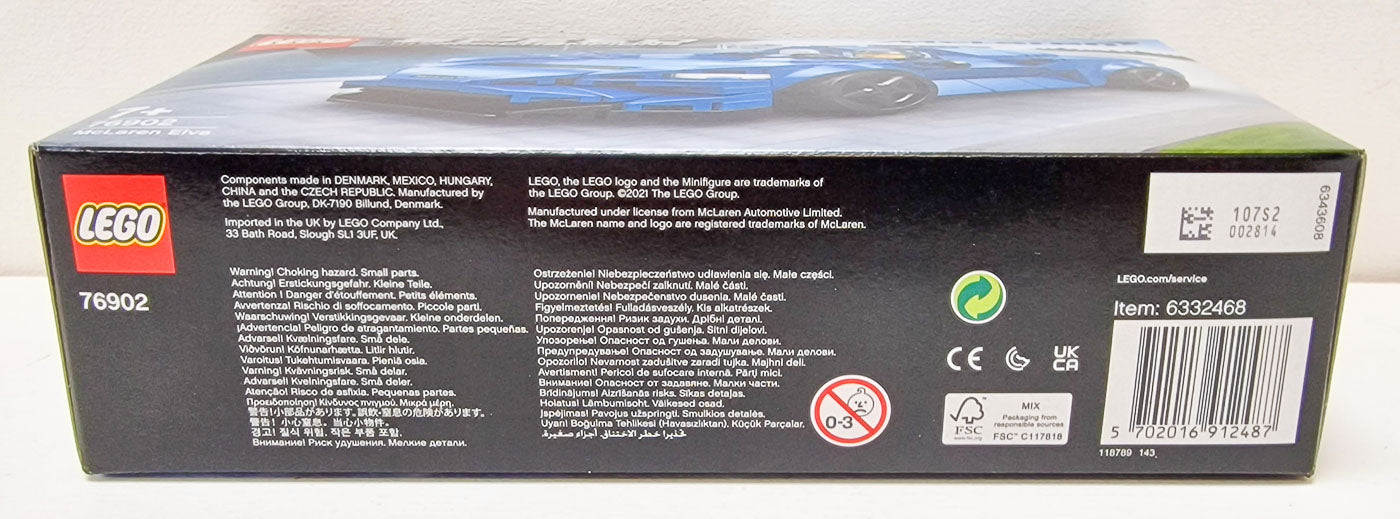 LEGO
7+
76902
McLaren Elva
LEGO
76902
Components made in DENMARK, MEXICO, HUNGARY,
CHINA and the CZECH REPUBLIC. Manufactured by
the LEGO Group, DK-7190 Billund, Denmark.
Imported in the UK by LEGO Company Ltd.,
33 Bath Road, Slough SL1 3UF, UK.
LEGO, the LEGO logo and the Minifigure are trademarks of
the LEGO Group. ©2021 The LEGO Group.
Manufactured under license from McLaren Automotive Limited.
The McLaren name and logo are registered trademarks of McLaren.
Warning! Choking hazard. Small parts.
Achtung! Erstickungsgefahr. Kleine Teile.
Attention ! Danger d'étouffement. Petits éléments.
Avvertenza! Rischio di soffocamento. Piccole parti.
Waarschuwing! Verstikkingsgevaar. Kleine onderdelen.
¡Advertencia! Peligro de atragantamiento. Partes pequeñas.
Advarsel! Kvælningsfare. Små dele.
Viðvörun! Köfnunarhætta. Litlir hlutir.
Varoitus! Tukehtumisvaara. Pieniä osia.
Varning! Kvävningsrisk. Små delar.
Advarsel! Kvelningsfare. Små deler.
Atenção! Risco de asfixia. Pequenas partes.
Προειδοποίηση! Κίνδυνος πνιγμού. Μικρά μέρη.
警告！小部品があります。誤飲・窒息の危険があります。
警告！小心窒息。当心小物件。
경고! 질식 위험. 작은 부품 포함.
Внимание! Риск удушения. Мелкие детали.
Ostrzeżenie! Niebezpieczeństwo udławienia się. Małe części.
Upozornění! Nebezpečí zalknutí. Malé části.
Upozornenie! Nebezpečenstvo dusenia. Malé časti.
Figyelmeztetés! Fulladásveszély. Kis alkatrészek.
Попередження! Ризик задухи. Дрібні деталі.
Upozorenje! Opasnost od gušenja. Sitni dijelovi.
Упозорење! Опасност од гушења. Мали делови.
Предупредување! Опасност од задушување. Мали делови.
Opozorilo! Nevarnost zadušitve zaradi tujka. Majhni deli.
Avertisment! Pericol de sufocare internă. Părți mici.
Внимание! Опасност от задавяне. Малки части.
Brīdinājums! Aizrīšanās risks. Sīkas detaļas.
Hoiatus! Lämbumisoht. Väikesed osad.
Įspėjimas! Pavojus užspringti. Smulkios detalės.
Uyarı! Boğulma Tehlikesi (Havasızlıktan). Küçük Parçalar.
تحذير! خطر الاختناق. أجزاء صغيرة.
0-3
CE
UK
CA
FSC
www.fsc.org
MIX
Packaging from
responsible sources
FSC™ C117818
107S2
002814
6343608
LEGO.com/service
Item: 6332468
5 702016 912487
118789 143